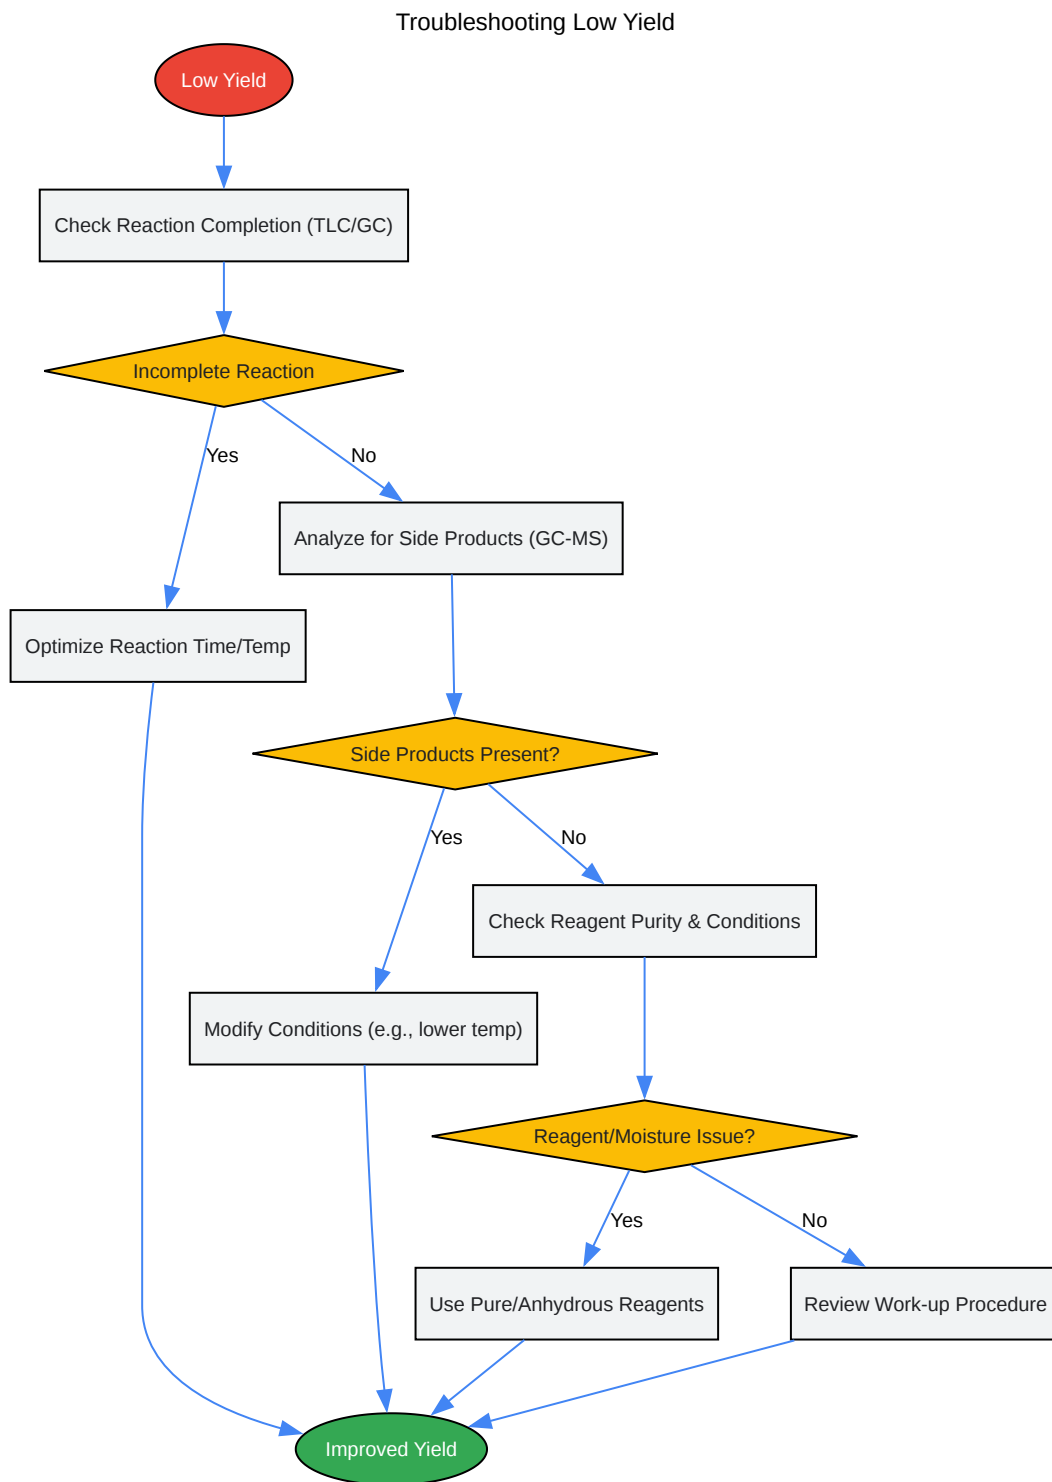 Troubleshooting Low Yield
Low Yield
Check Reaction Completion (TLC/GC)
Incomplete Reaction
Yes
No
Analyze for Side Products (GC-MS)
Optimize Reaction Time/Temp
Side Products Present?
Yes
No
Check Reagent Purity & Conditions
Modify Conditions (e.g., lower temp)
Reagent/Moisture Issue?
Yes
No
Use Pure/Anhydrous Reagents
Review Work-up Procedure
Improved Yield